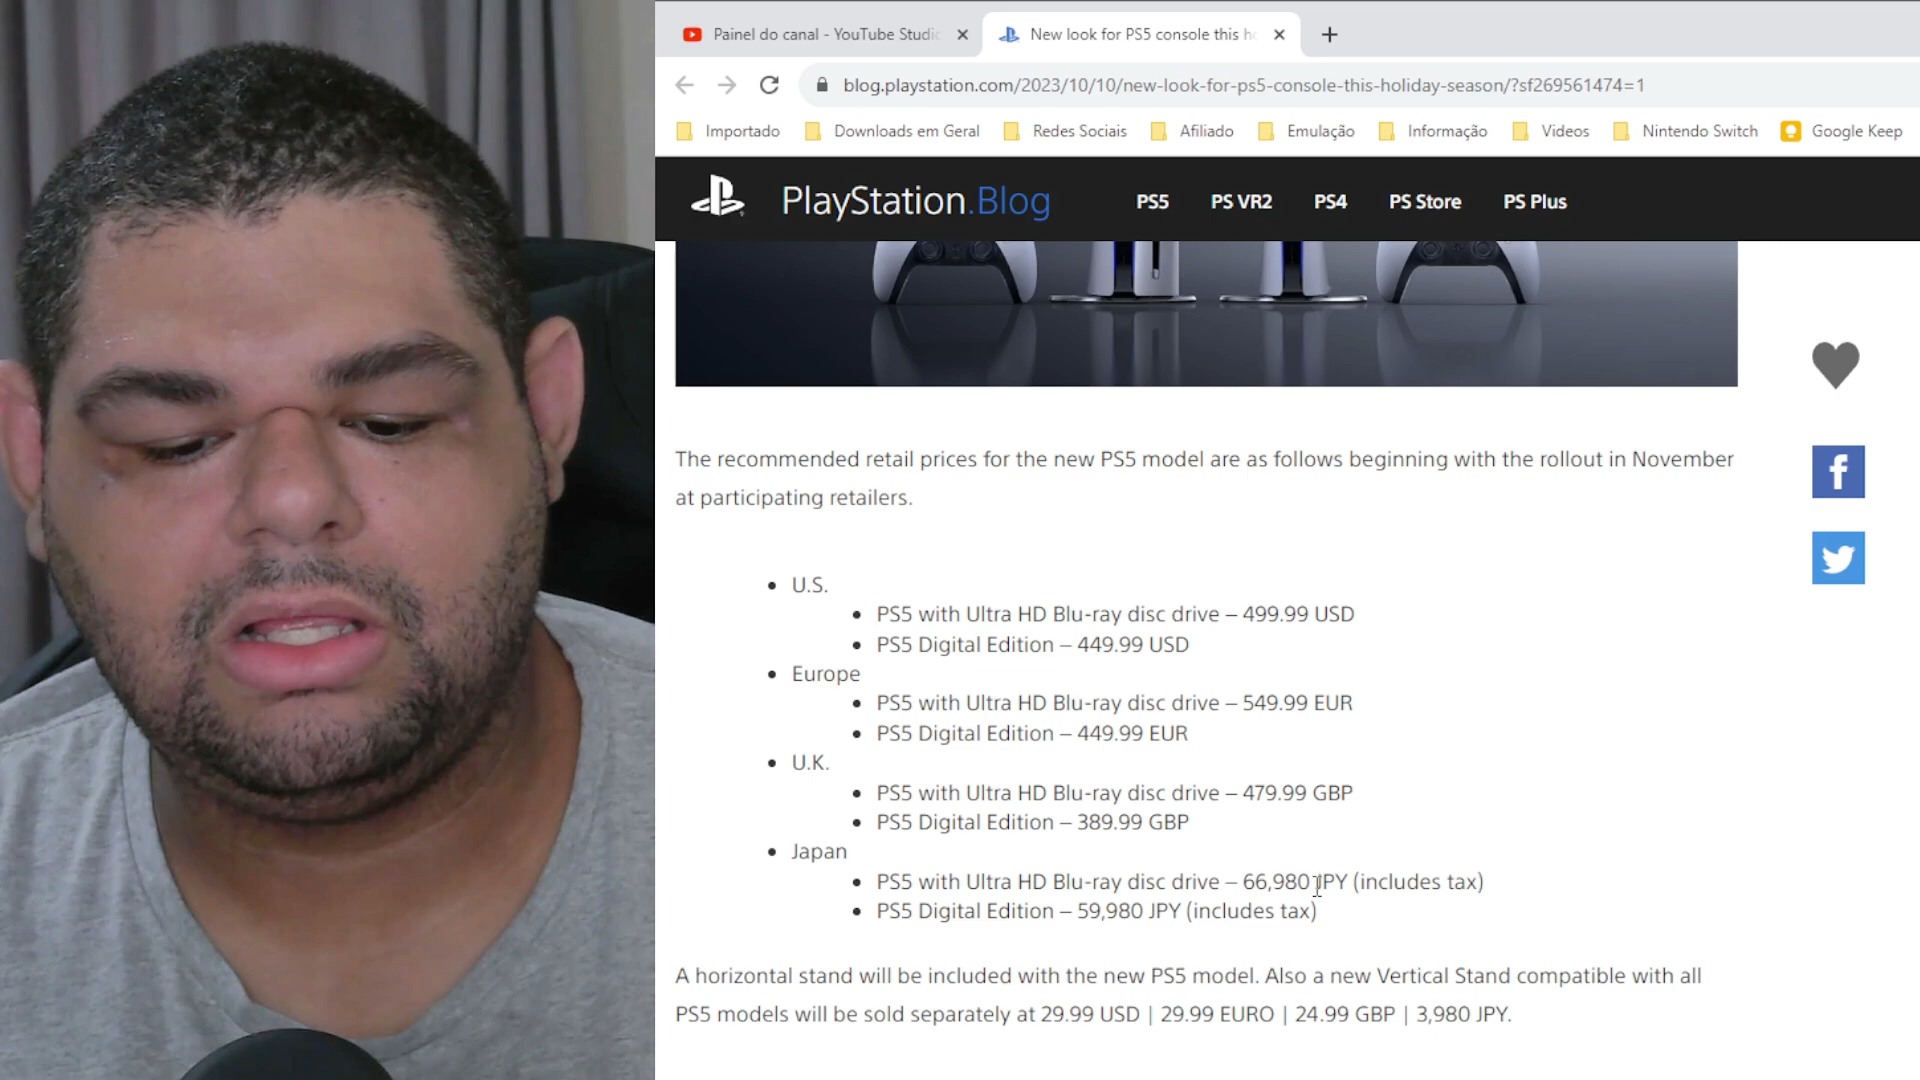 Painel do canal - YouTube Studi
New look for PS5 console this h
blog.playstation.com/2023/10/10/new-look-for-ps5-console-this-holiday-season/?sf269561474=1
Importado Downloads em Geral Redes Sociais Afiliado Emulação Informação Videos Nintendo Switch Google Keep
PlayStation.Blog PS5 PS VR2 PS4 PS Store PS Plus
The recommended retail prices for the new PS5 model are as follows beginning with the rollout in November
at participating retailers.
• U.S.
• PS5 with Ultra HD Blu-ray disc drive – 499.99 USD
• PS5 Digital Edition – 449.99 USD
• Europe
• PS5 with Ultra HD Blu-ray disc drive – 549.99 EUR
• PS5 Digital Edition – 449.99 EUR
• U.K.
• PS5 with Ultra HD Blu-ray disc drive – 479.99 GBP
• PS5 Digital Edition – 389.99 GBP
• Japan
• PS5 with Ultra HD Blu-ray disc drive – 66,980 JPY (includes tax)
• PS5 Digital Edition – 59,980 JPY (includes tax)
A horizontal stand will be included with the new PS5 model. Also a new Vertical Stand compatible with all
PS5 models will be sold separately at 29.99 USD | 29.99 EURO | 24.99 GBP | 3,980 JPY.